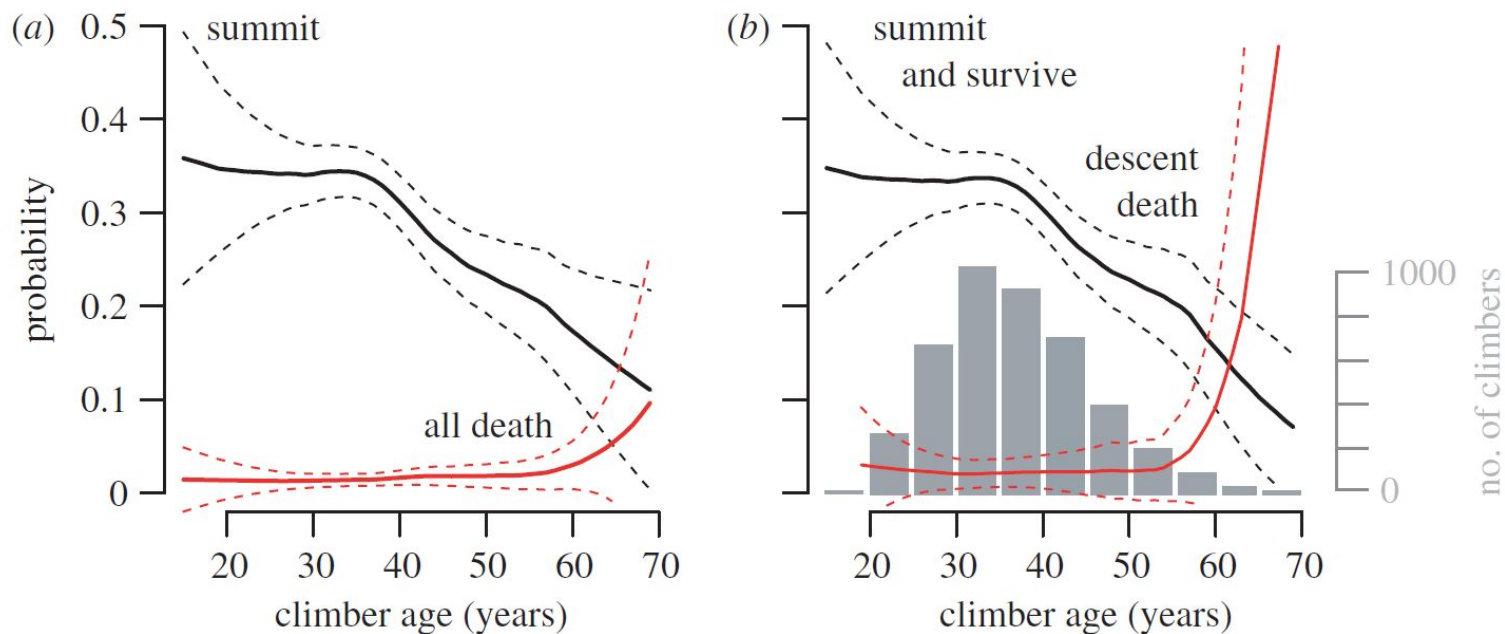 (a)
summit
all death
probability
0.5
0.4
0.3
0.2
0.1
0
20 30 40 50 60 70
climber age (years)
(b)
summit
and survive
descent
death
1000
0
no. of climbers
20 30 40 50 60 70
climber age (years)